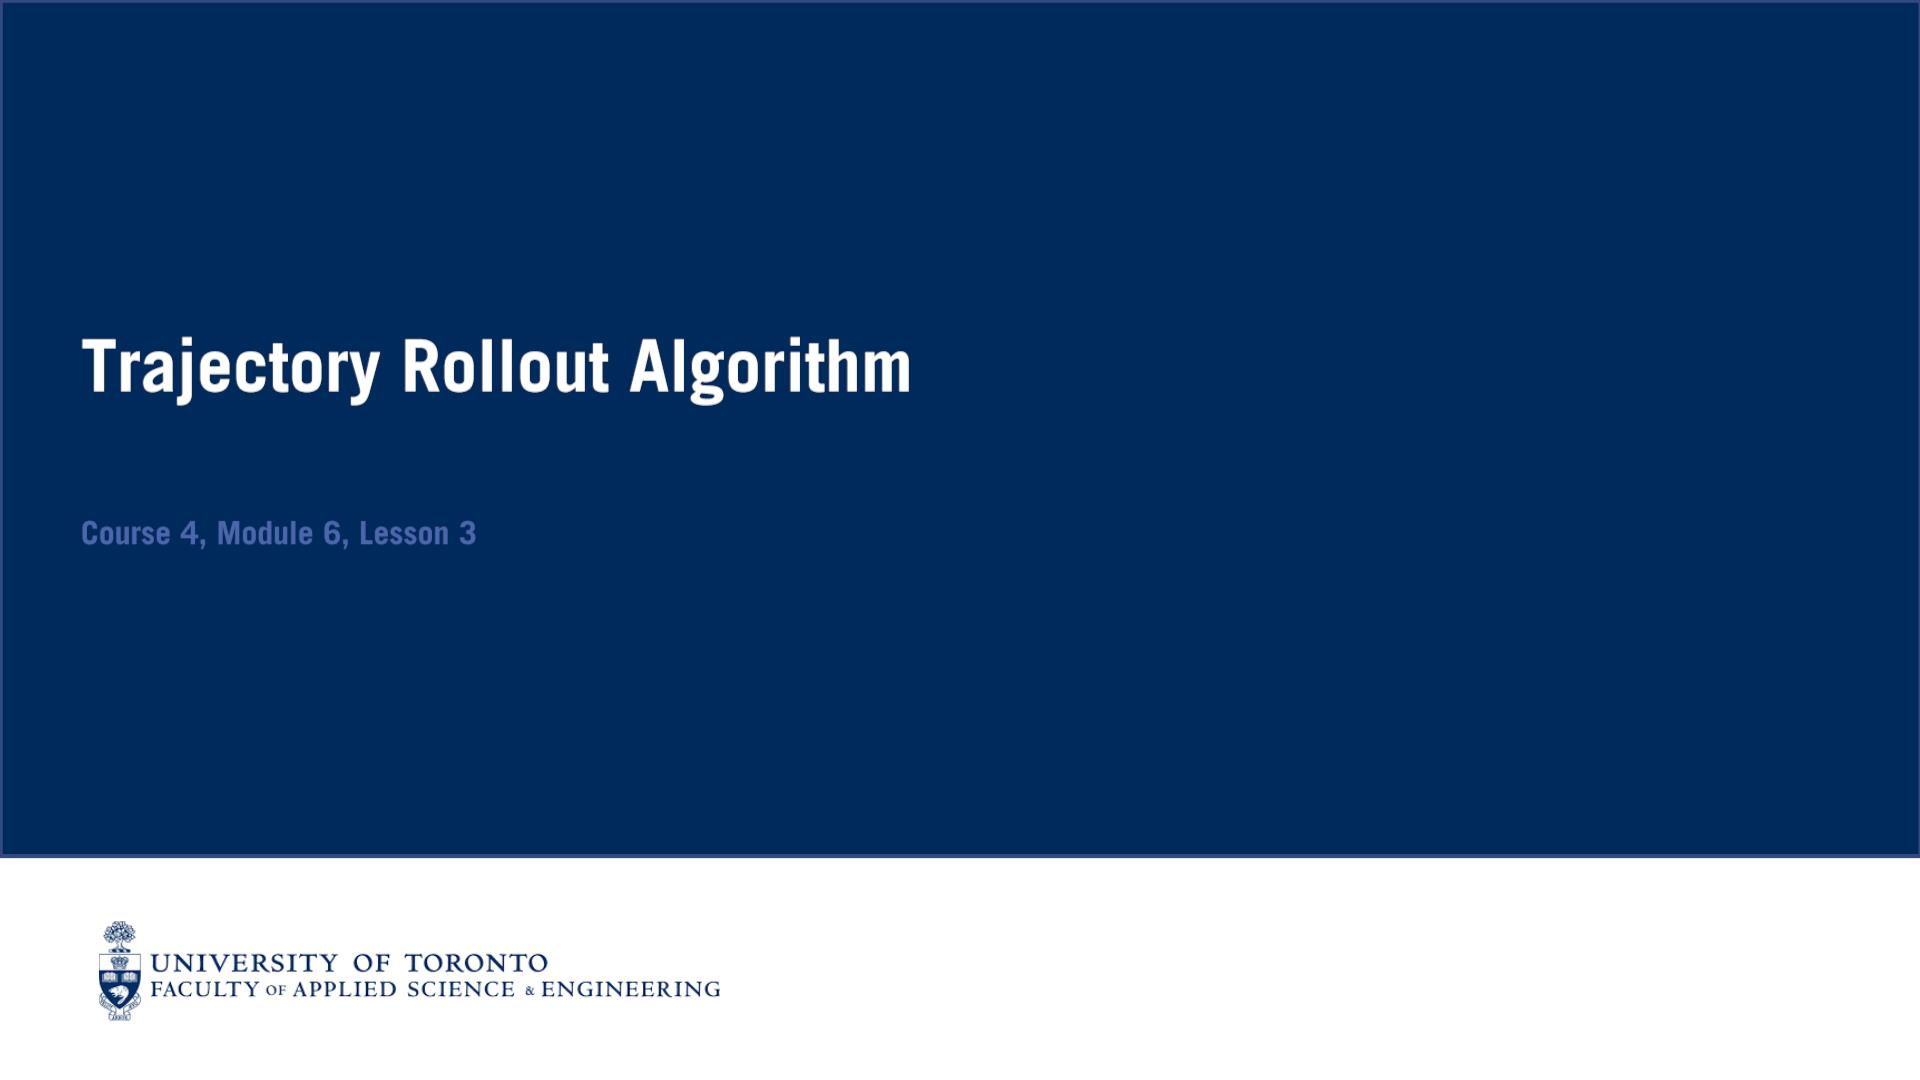 Trajectory Rollout Algorithm
Course 4, Module 6, Lesson 3
UNIVERSITY OF TORONTO
FACULTY OF APPLIED SCIENCE & ENGINEERING